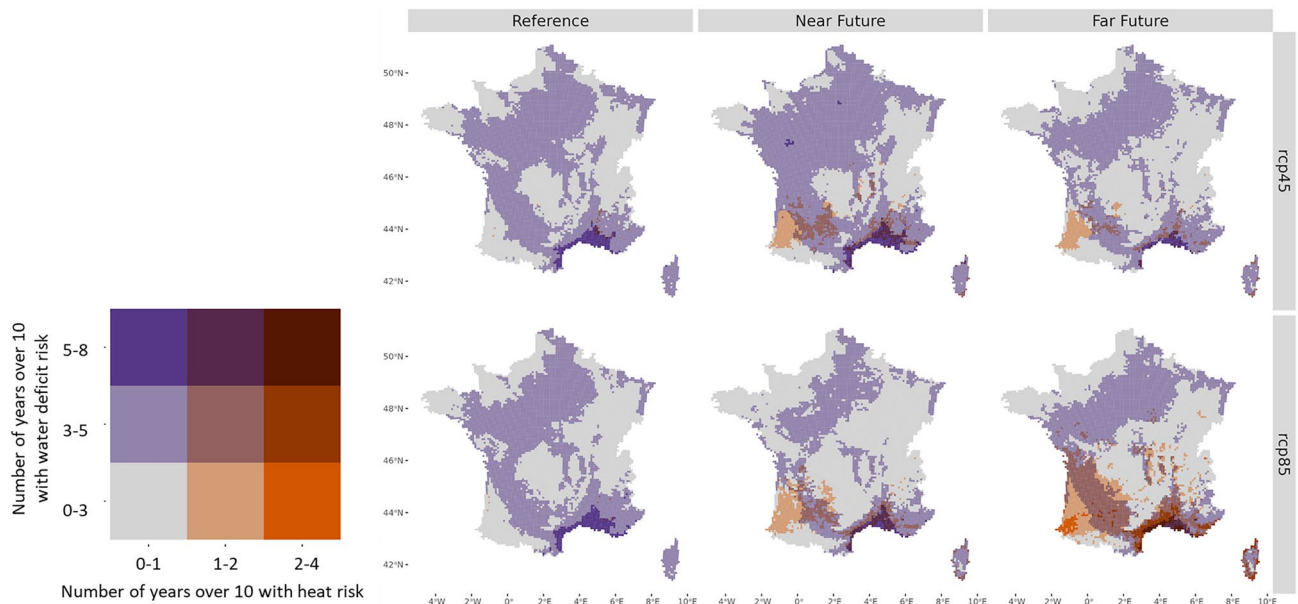 Reference
Near Future
Far Future
50°N
48°N
46°N
44°N
42°N
rcp45
Number of years over 10
with water deficit risk
5-8
3-5
0-3
0-1
1-2
2-4
Number of years over 10 with heat risk
50°N
48°N
46°N
44°N
42°N
rcp85
4°W
2°W
0°
2°E
4°E
6°E
8°E
10°E
4°W
2°W
0°
2°E
4°E
6°E
8°E
10°E
4°W
2°W
0°
2°E
4°E
6°E
8°E
10°E